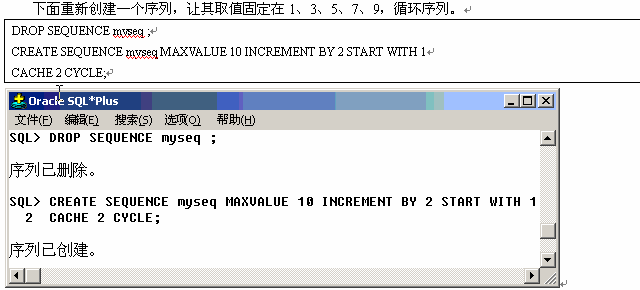 下面重新创建一个序列，让其取值固定在 1、3、5、7、9，循环序列。
DROP SEQUENCE myseq ;
CREATE SEQUENCE myseq MAXVALUE 10 INCREMENT BY 2 START WITH 1
CACHE 2 CYCLE;
Oracle SQL*Plus
文件(F) 编辑(E) 搜索(S) 选项(O) 帮助(H)
SQL> DROP SEQUENCE myseq ;
序列已删除。
SQL> CREATE SEQUENCE myseq MAXVALUE 10 INCREMENT BY 2 START WITH 1
2 CACHE 2 CYCLE;
序列已创建。